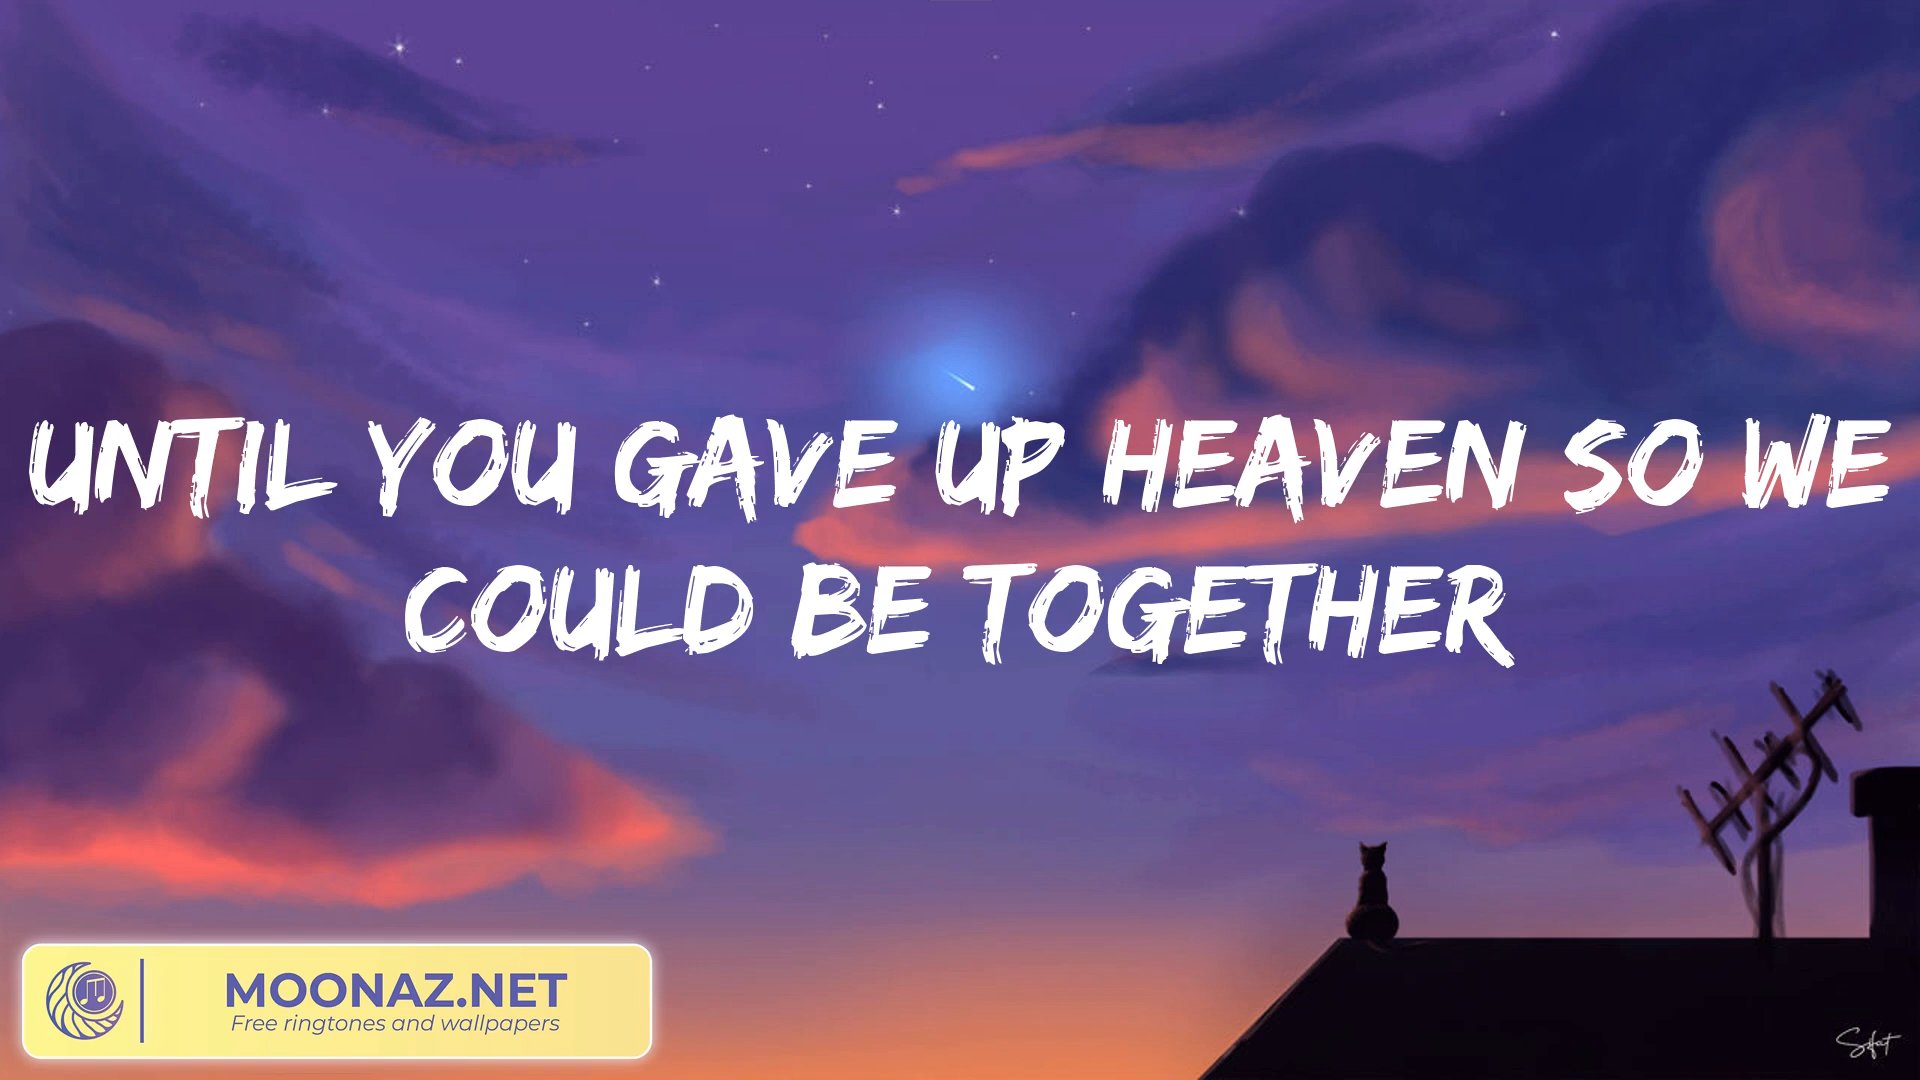 UNTIL YOU GAVE UP HEAVEN SO WE
COULD BE TOGETHER
MOONAZ.NET
Free ringtones and wallpapers